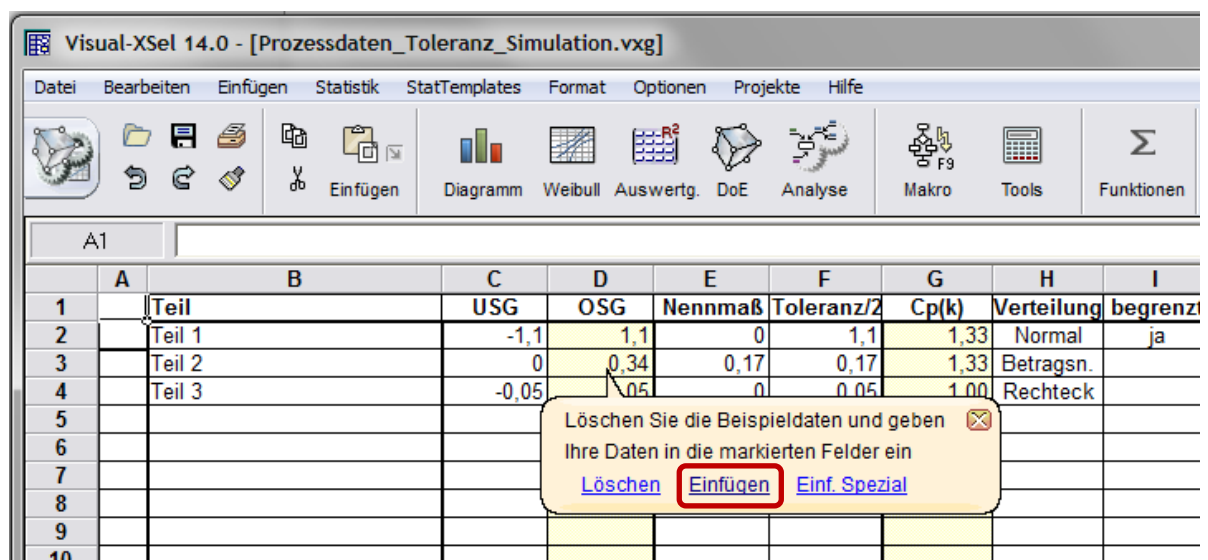 Visual-XSel 14.0 - [Prozessdaten_Toleranz_Simulation.vxg]
Datei Bearbeiten Einfügen Statistik StatTemplates Format Optionen Projekte Hilfe
R²
F9
Σ
Einfügen Diagramm Weibull Auswertg. DoE Analyse Makro Tools Funktionen
A1
A B C D E F G H I
1 Teil USG OSG Nennmaß Toleranz/2 Cp(k) Verteilung begrenzt
2 Teil 1 -1,1 1,1 0 1,1 1,33 Normal ja
3 Teil 2 0 0,34 0,17 0,17 1,33 Betragsn.
4 Teil 3 -0,05 ,05 0 0,05 1,00 Rechteck
5
Löschen Sie die Beispieldaten und geben
6
Ihre Daten in die markierten Felder ein
7
Löschen Einfügen Einf. Spezial
8
9
10